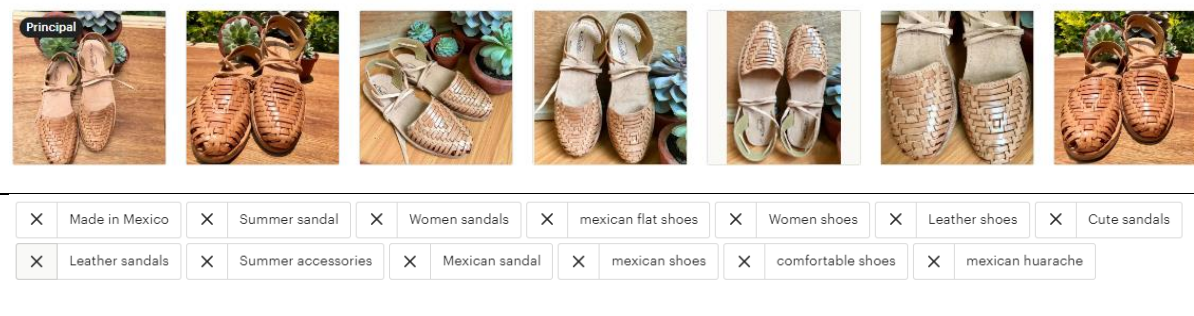 Principal
Made in Mexico Summer sandal Women sandals mexican flat shoes Women shoes Leather shoes Cute sandals
Leather sandals Summer accessories Mexican sandal mexican shoes comfortable shoes mexican huarache